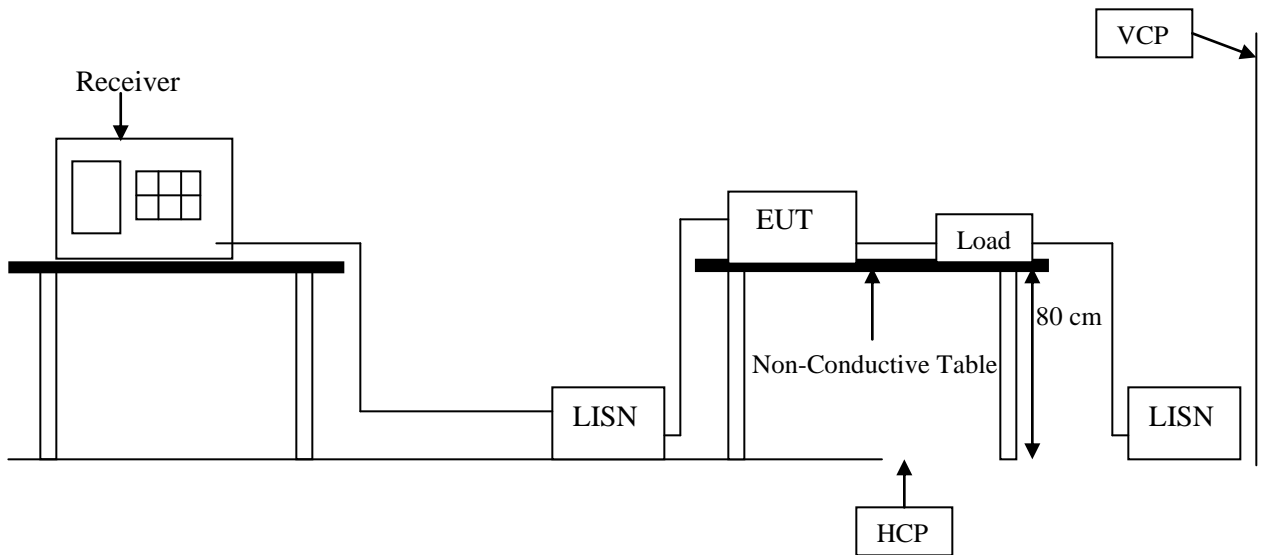 VCP
Receiver
EUT
Load
80 cm
Non-Conductive Table
LISN
LISN
HCP